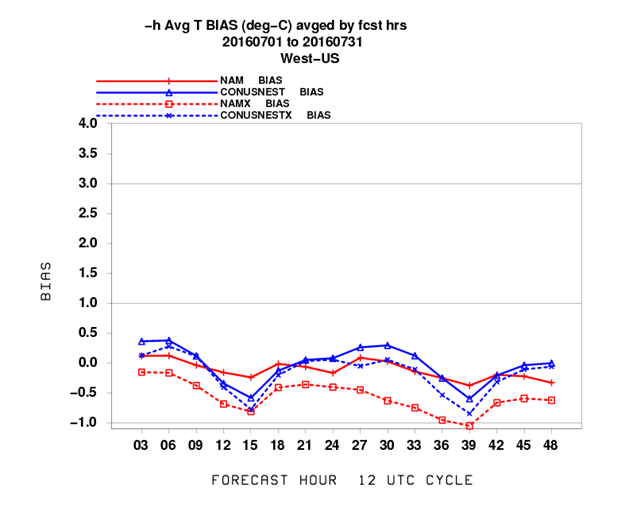 -h Avg T BIAS (deg-C) avged by fcst hrs
20160701 to 20160731
West-US
NAM BIAS
CONUSNEST BIAS
NAMX BIAS
CONUSNESTX BIAS
4.0
3.5
3.0
2.5
2.0
1.5
1.0
0.5
0.0
-0.5
-1.0
BIAS
03 06 09 12 15 18 21 24 27 30 33 36 39 42 45 48
FORECAST HOUR 12 UTC CYCLE